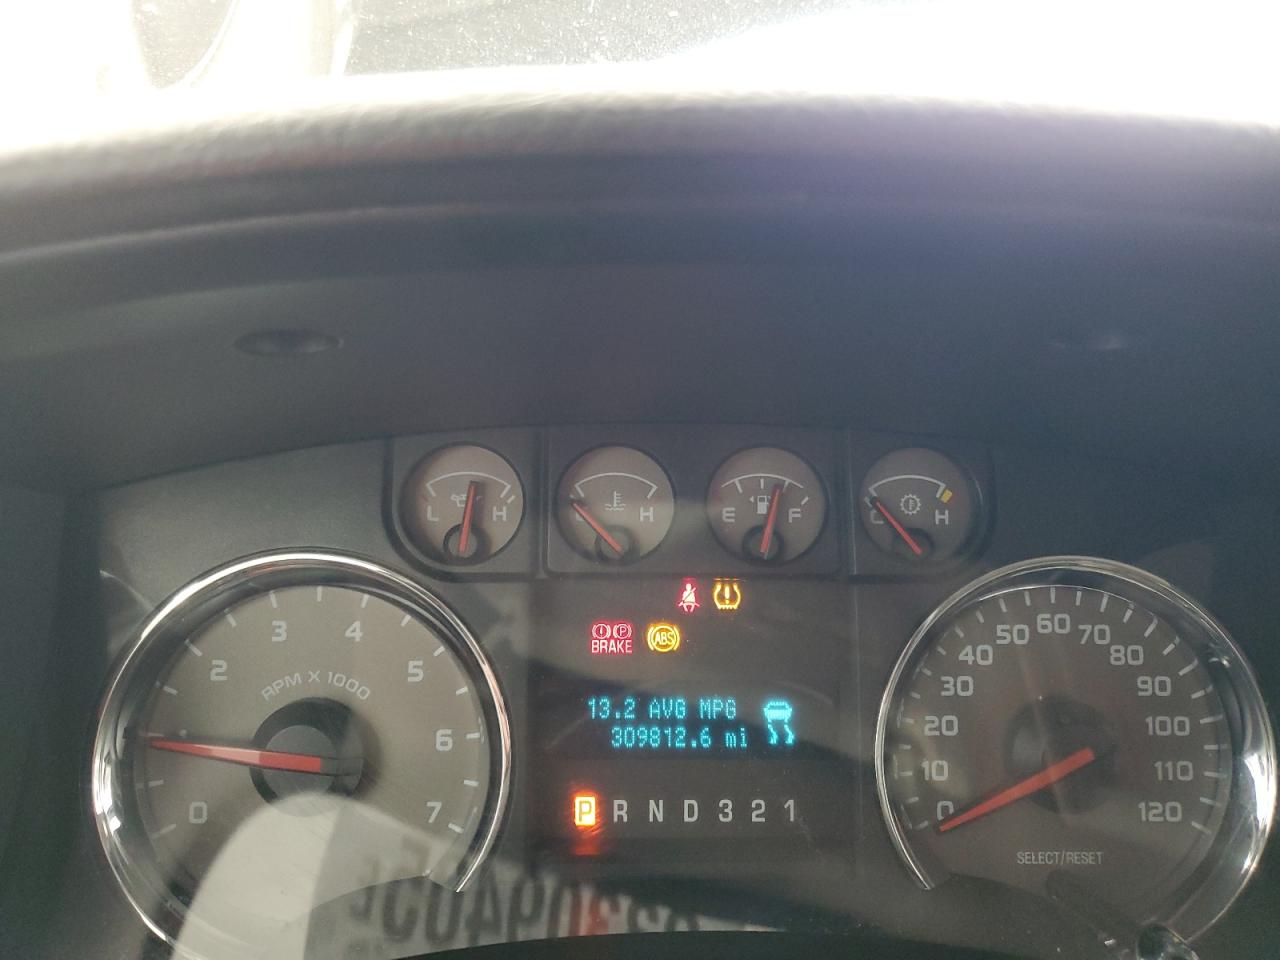 L H
H
E F
C H
0 1 2 3 4 5 6 7
RPM X 1000
BRAKE
P
ABS
13.2 AVG MPG
309812.6 mi
P R N D 3 2 1
0 10 20 30 40 50 60 70 80 90 100 110 120
SELECT/RESET